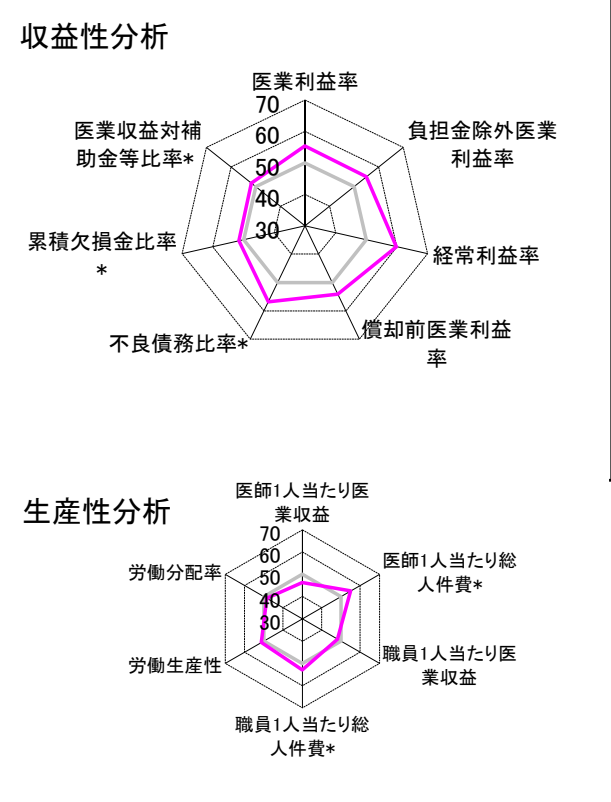 収益性分析
医業利益率
70
60
50
40
30
負担金除外医業
利益率
経常利益率
償却前医業利益
率
不良債務比率*
累積欠損金比率
*
医業収益対補
助金等比率*
生産性分析
医師1人当たり医
業収益
70
60
50
40
30
医師1人当たり総
人件費*
職員1人当たり医
業収益
職員1人当たり総
人件費*
労働生産性
労働分配率